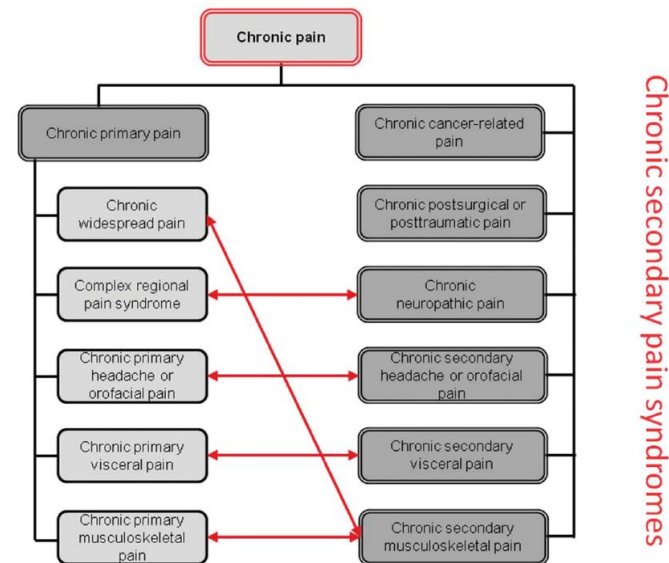 Chronic pain
Chronic primary pain
Chronic
widespread pain
Complex regional
pain syndrome
Chronic primary
headache or
orofacial pain
Chronic primary
visceral pain
Chronic primary
musculoskeletal
pain
Chronic cancer-related
pain
Chronic postsurgical or
posttraumatic pain
Chronic
neuropathic pain
Chronic secondary
headache or orofacial
pain
Chronic secondary
visceral pain
Chronic secondary
musculoskeletal pain
Chronic secondary pain syndromes